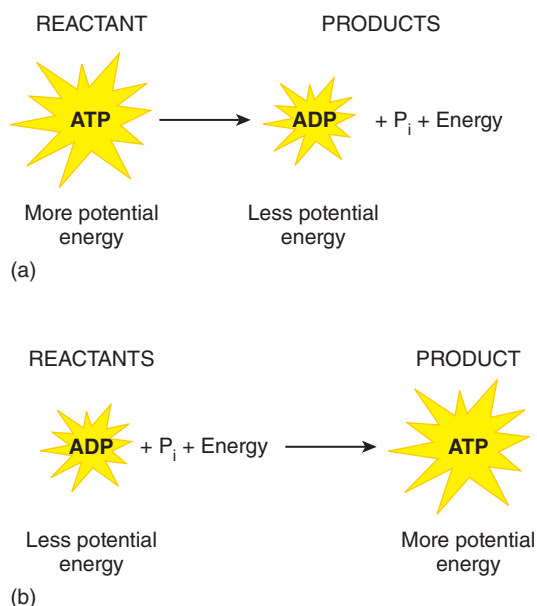 REACTANT PRODUCTS
ATP ADP + Pi + Energy
More potential energy Less potential energy
(a)
REACTANTS PRODUCT
ADP + Pi + Energy ATP
Less potential energy More potential energy
(b)